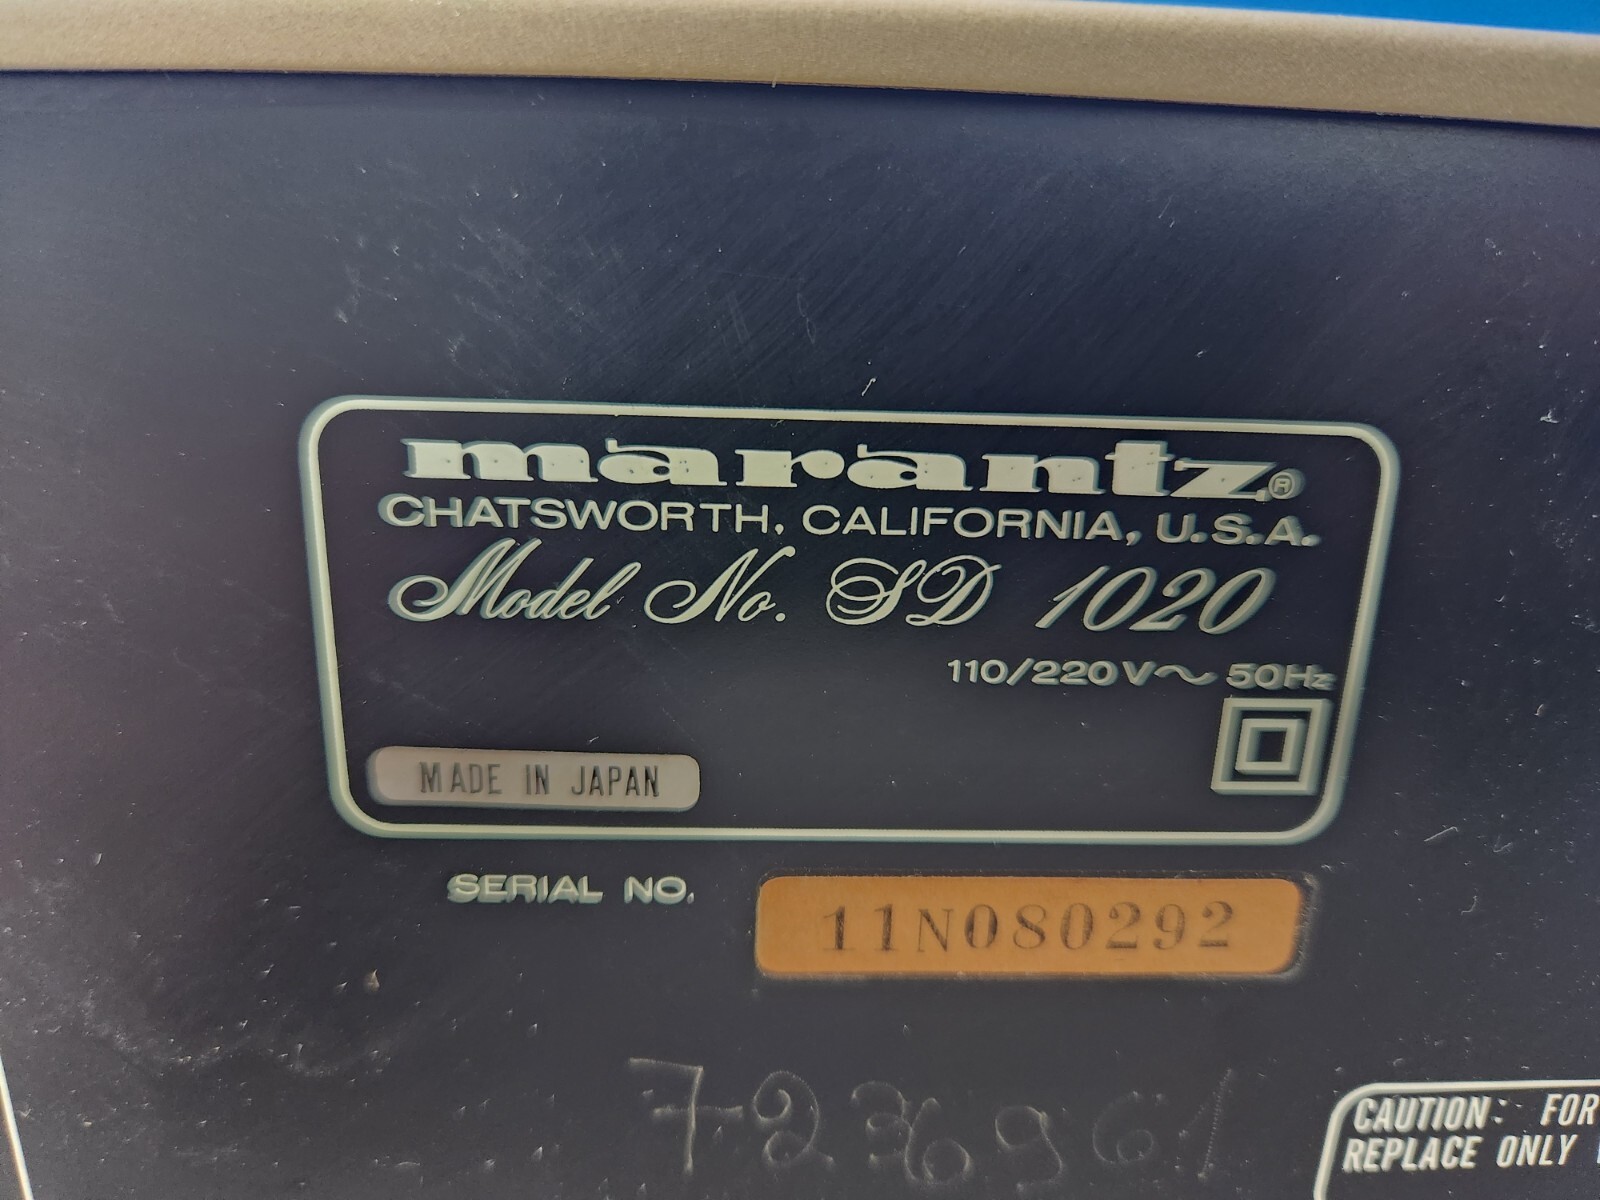 marantz®
CHATSWORTH, CALIFORNIA, U.S.A.
Model No. SD 1020
110/220V~ 50Hz
MADE IN JAPAN
SERIAL NO. 11N080292
CAUTION: FOR
REPLACE ONLY